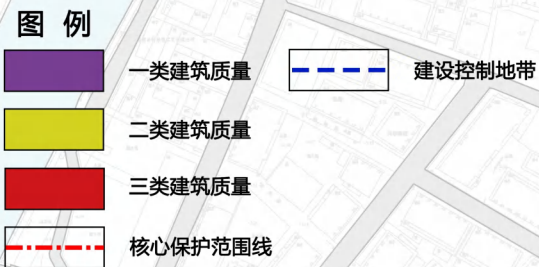 图 例
一类建筑质量
建设控制地带
二类建筑质量
三类建筑质量
核心保护范围线